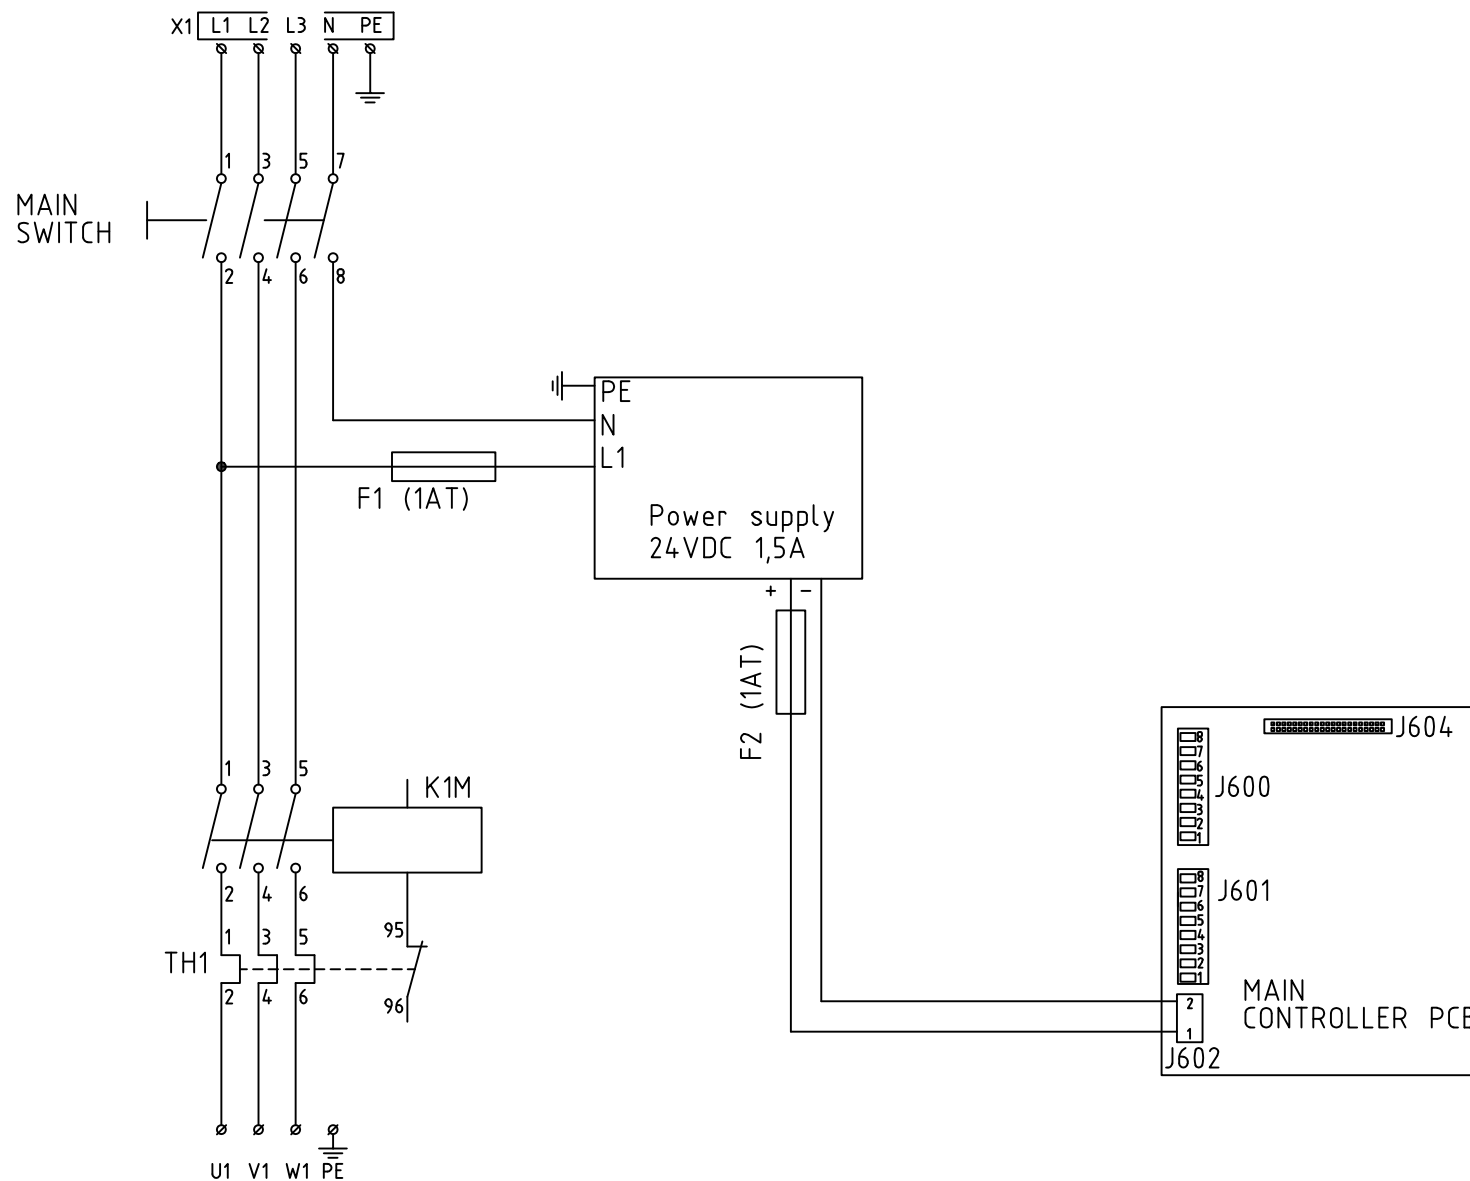 X1 L1 L2 L3 N PE
1 3 5 7
MAIN
SWITCH
2 4 6 8
PE
N
L1
F1 (1AT)
Power supply
24VDC 1,5A
+ -
F2 (1AT)
J604
8
7
6
5
4
3
2
1
J600
8
7
6
5
4
3
2
1
J601
1 3 5
K1M
2 4 6
1 3 5
95
TH1
2 4 6
96
MAIN
CONTROLLER PCB
2
1
J602
U1 V1 W1 PE